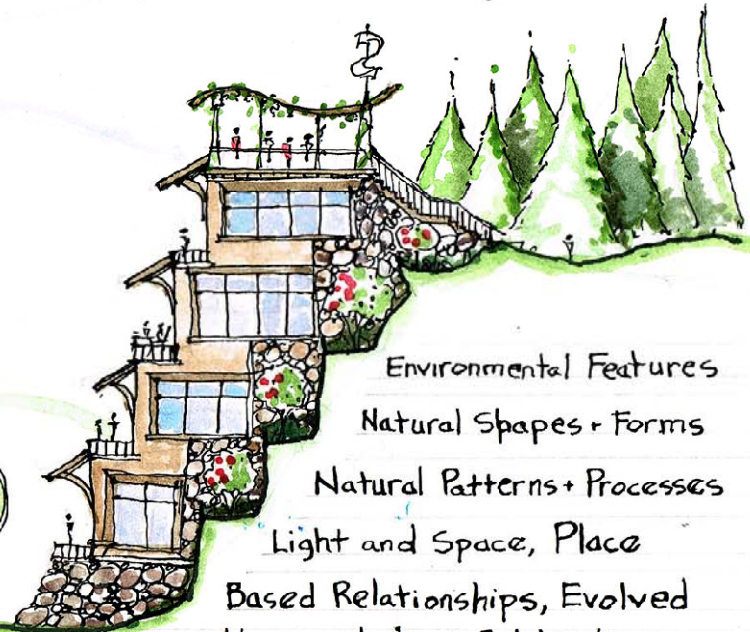 Environmental Features
Natural Shapes + Forms
Natural Patterns + Processes
Light and Space, Place
Based Relationships, Evolved